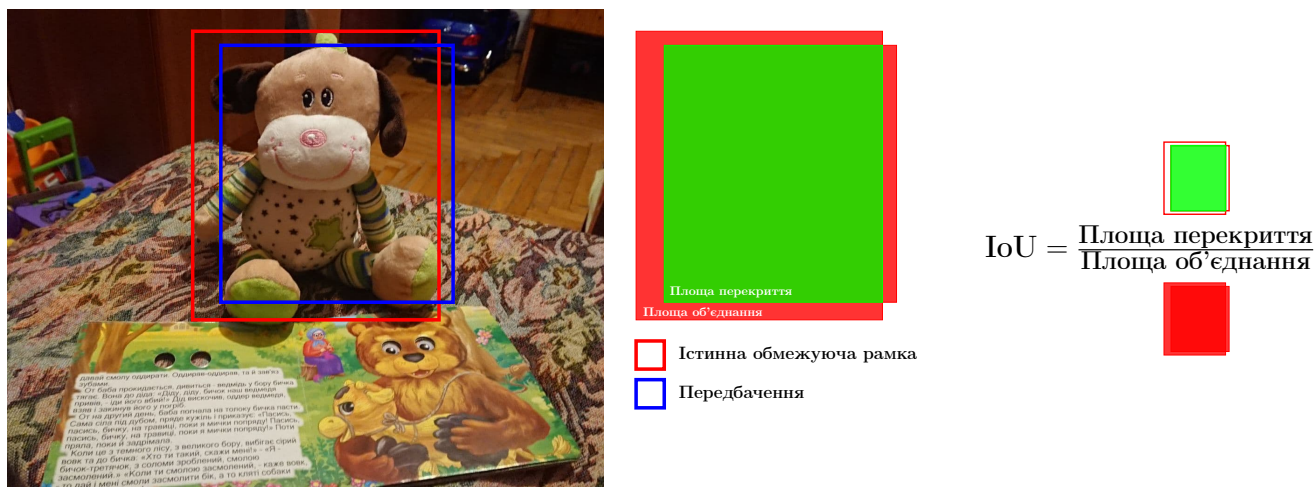 давай смолу оддирати. Оддирав-оддирав, та й зав'яз
зубами.
От баба прокидається, дивиться - ведмідь у бору бичка
тягає. Вона до діда: «Діду, діду, бичок наш ведмедя
привів, - іди його вбий!» Дід вискочив, оддер ведмедя,
взяв і закинув його у погріб.
От на другий день, баба погнала на толоку бичка пасти.
Сама сіла під дубом, пряде кужіль і приказує: «Пасись,
пасись, бичку, на травиці, поки я мички попряду! Пасись,
пасись, бичку, на травиці, поки я мички попряду!» Поти
пряла, поки й задрімала.
Коли це з темного лісу, з великого бору, вибігає сірий
вовк та до бичка: «Хто ти такий, скажи мені!» - «Я -
бичок-третячок, з соломи зроблений, смолою
засмолений.» «Коли ти смолою засмолений, - каже вовк,
- то дай і мені смоли засмолити бік, а то кляті собаки
Площа перекриття
Площа об'єднання
Істинна обмежуюча рамка
Передбачення
IoU = Площа перекриття
Площа об'єднання